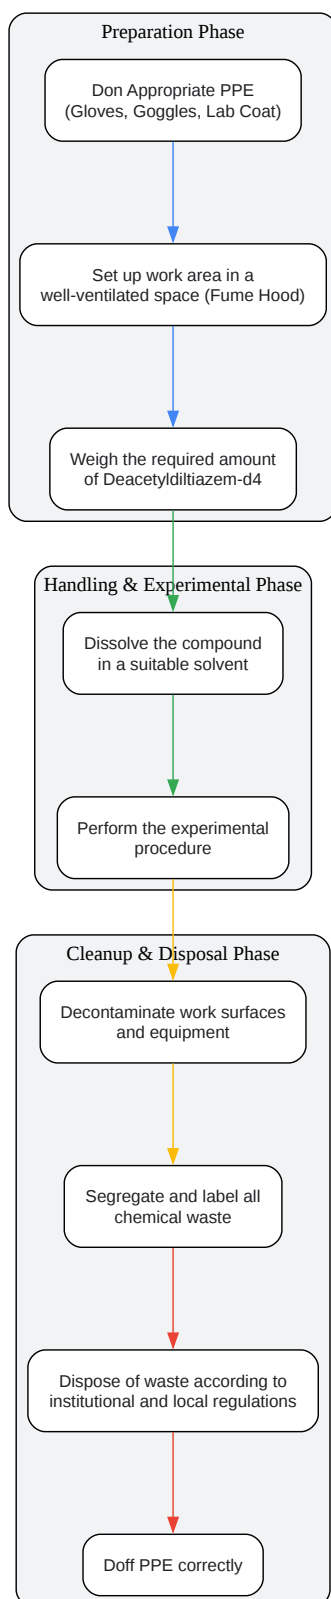 Preparation Phase
Don Appropriate PPE
(Gloves, Goggles, Lab Coat)
Set up work area in a
well-ventilated space (Fume Hood)
Weigh the required amount
of Deacetyldiltiazem-d4
Handling & Experimental Phase
Dissolve the compound
in a suitable solvent
Perform the experimental
procedure
Cleanup & Disposal Phase
Decontaminate work surfaces
and equipment
Segregate and label all
chemical waste
Dispose of waste according to
institutional and local regulations
Doff PPE correctly